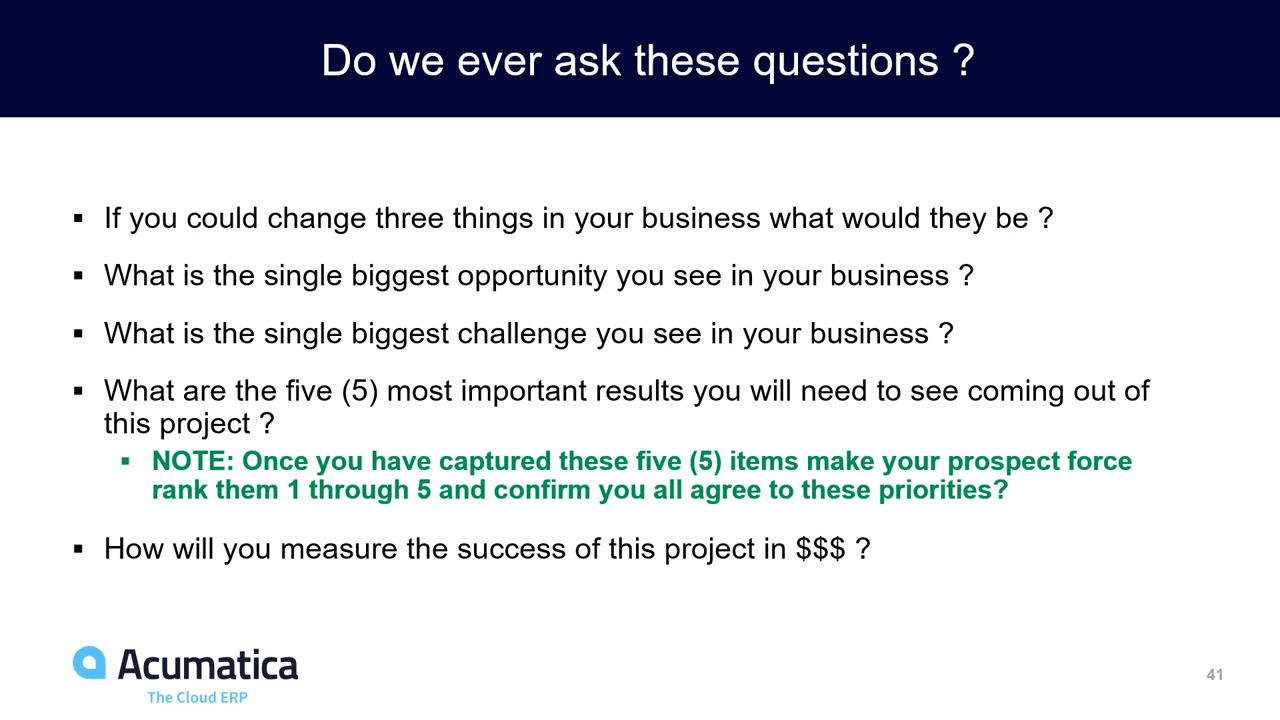 Do we ever ask these questions ?
▪ If you could change three things in your business what would they be ?
▪ What is the single biggest opportunity you see in your business ?
▪ What is the single biggest challenge you see in your business ?
▪ What are the five (5) most important results you will need to see coming out of
this project ?
▪ NOTE: Once you have captured these five (5) items make your prospect force
rank them 1 through 5 and confirm you all agree to these priorities?
▪ How will you measure the success of this project in $$$ ?
Acumatica
The Cloud ERP
41